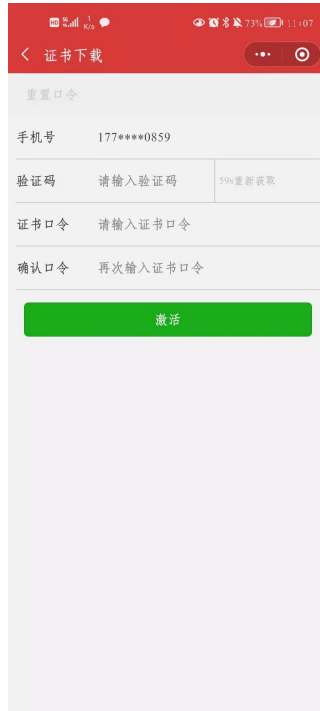 HD 5G 1 K/s 73% 11:07
证书下载
重置口令
手机号 177****0859
验证码 请输入验证码 59s重新获取
证书口令 请输入证书口令
确认口令 再次输入证书口令
激活